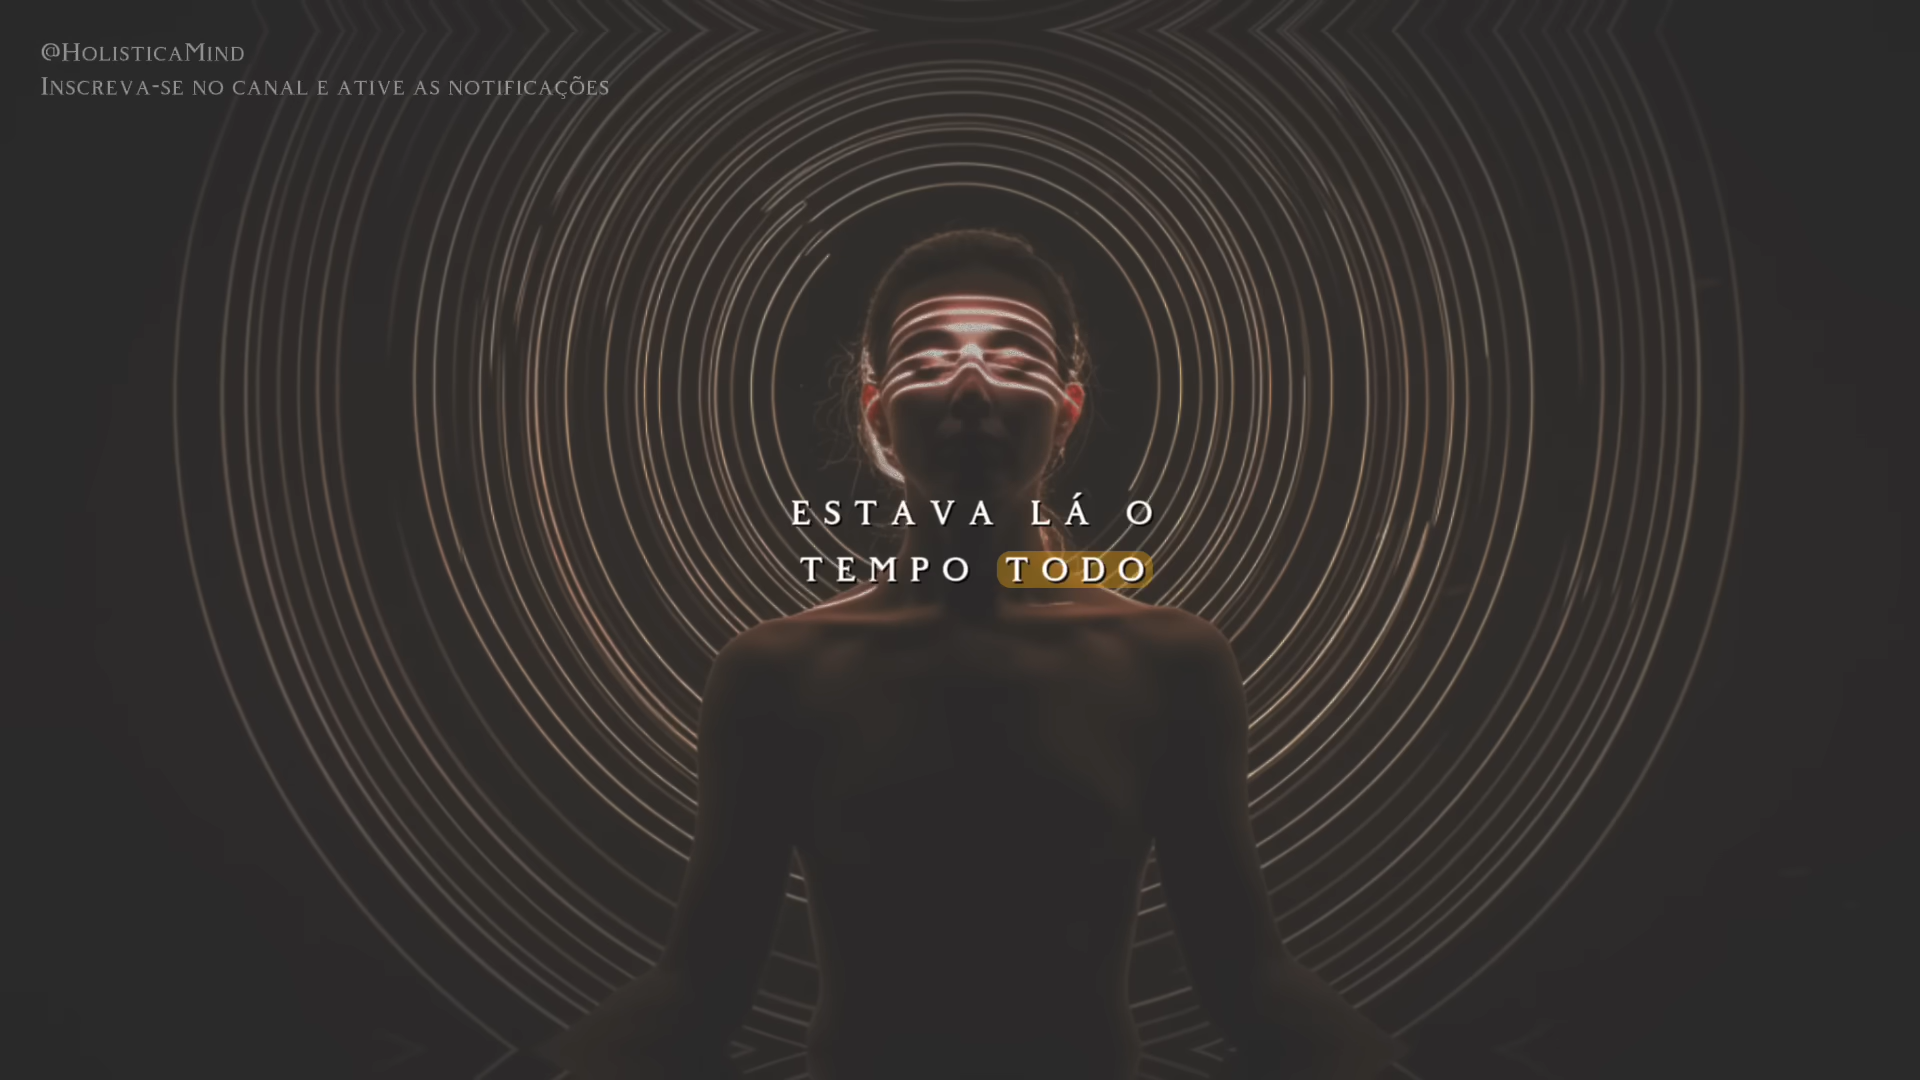 @HolisticaMind
Inscreva-se no canal e ative as notificações
ESTAVA LÁ O
TEMPO TODO